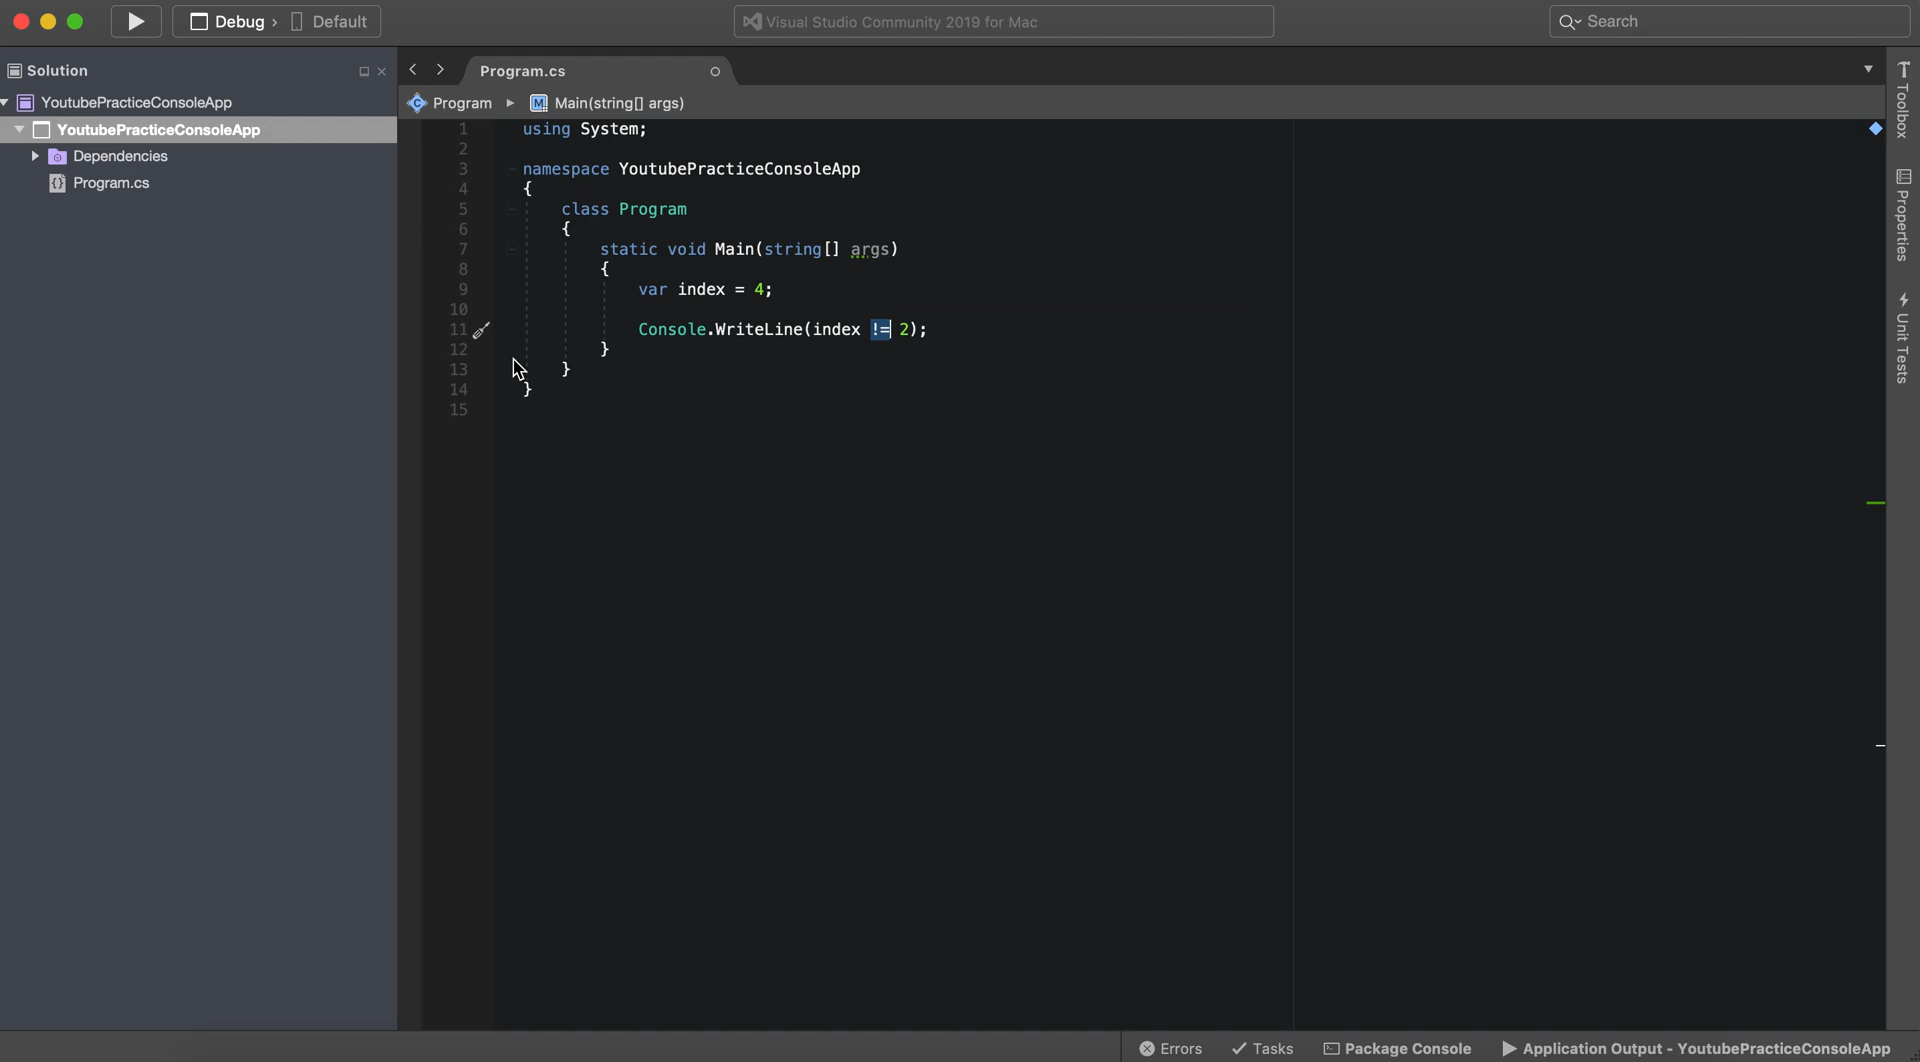 Debug › Default
Visual Studio Community 2019 for Mac
Search
Solution
YoutubePracticeConsoleApp
YoutubePracticeConsoleApp
Dependencies
Program.cs
Program.cs
Program Main(string[] args)
1 using System;
2
3 namespace YoutubePracticeConsoleApp
4 {
5 class Program
6 {
7 static void Main(string[] args)
8 {
9 var index = 4;
10
11 Console.WriteLine(index != 2);
12 }
13 }
14 }
15
Toolbox
Properties
Unit Tests
Errors Tasks Package Console Application Output - YoutubePracticeConsoleApp